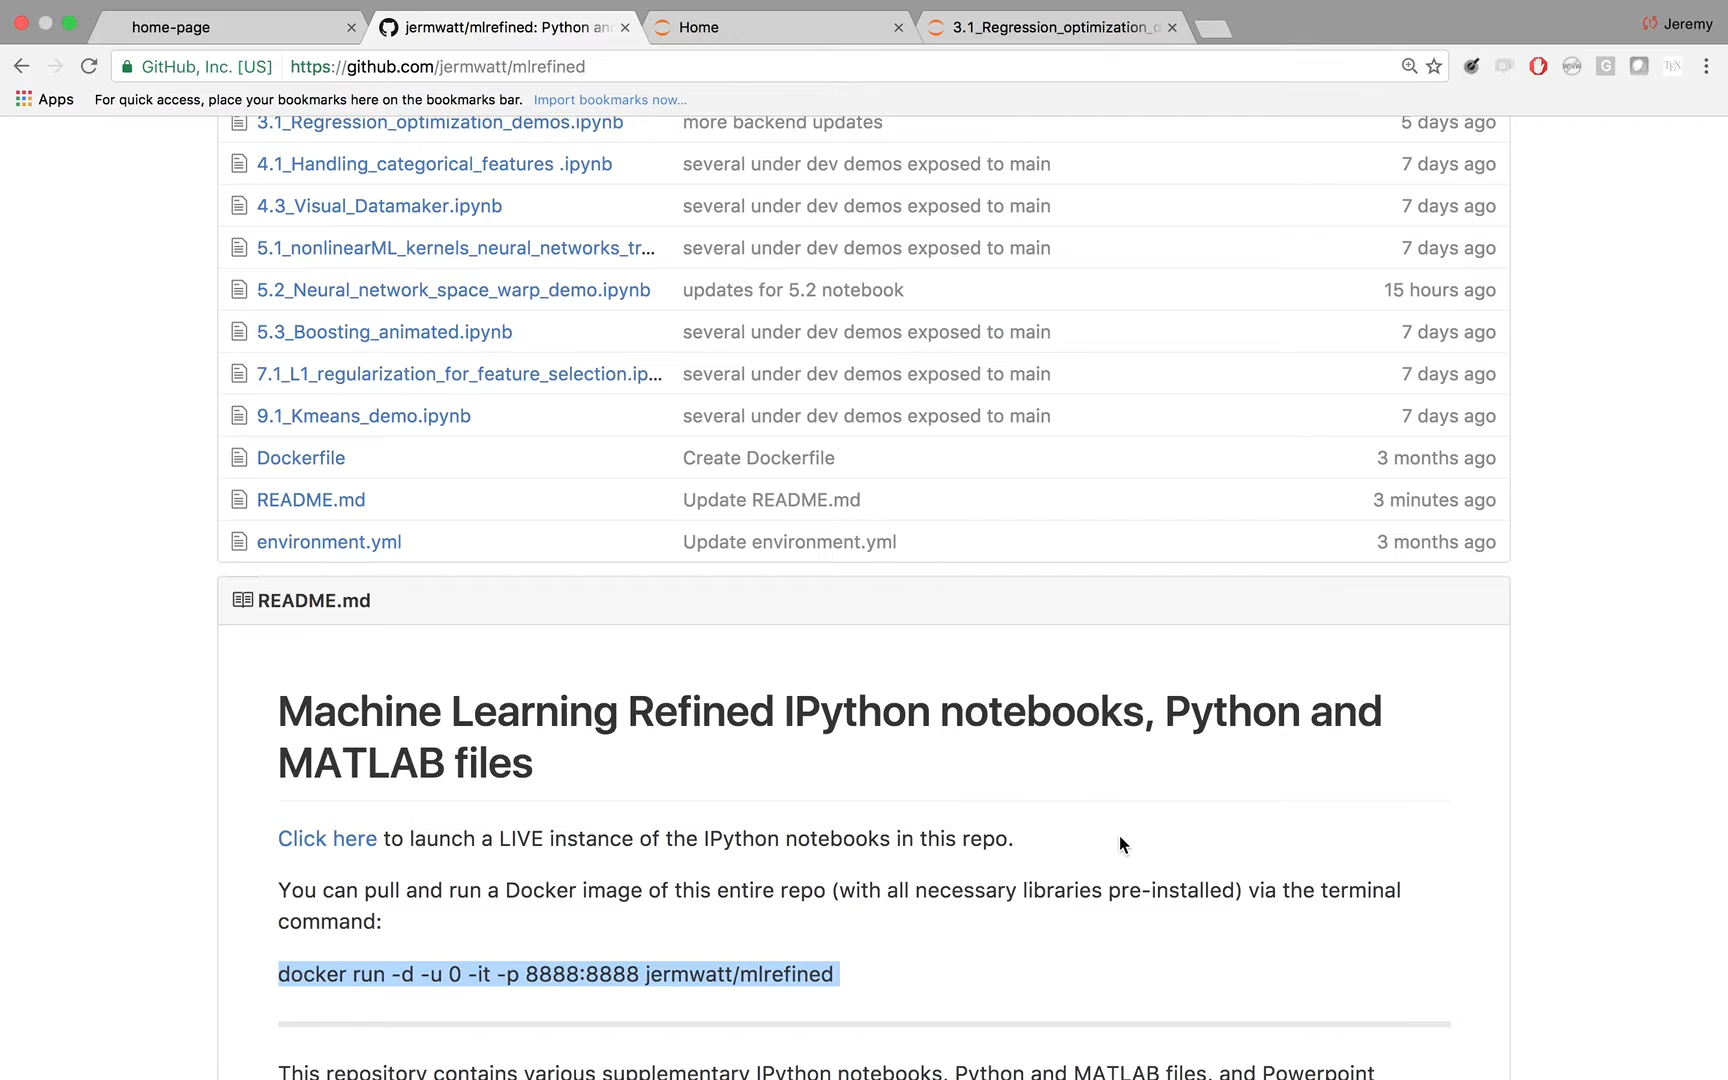 home-page
jermwatt/mlrefined: Python an
Home
3.1_Regression_optimization_d
Jeremy
GitHub, Inc. [US]
https://github.com/jermwatt/mlrefined
Apps
For quick access, place your bookmarks here on the bookmarks bar. Import bookmarks now...
3.1_Regression_optimization_demos.ipynb more backend updates 5 days ago
4.1_Handling_categorical_features .ipynb several under dev demos exposed to main 7 days ago
4.3_Visual_Datamaker.ipynb several under dev demos exposed to main 7 days ago
5.1_nonlinearML_kernels_neural_networks_tr... several under dev demos exposed to main 7 days ago
5.2_Neural_network_space_warp_demo.ipynb updates for 5.2 notebook 15 hours ago
5.3_Boosting_animated.ipynb several under dev demos exposed to main 7 days ago
7.1_L1_regularization_for_feature_selection.ip... several under dev demos exposed to main 7 days ago
9.1_Kmeans_demo.ipynb several under dev demos exposed to main 7 days ago
Dockerfile Create Dockerfile 3 months ago
README.md Update README.md 3 minutes ago
environment.yml Update environment.yml 3 months ago
README.md
Machine Learning Refined IPython notebooks, Python and
MATLAB files
Click here to launch a LIVE instance of the IPython notebooks in this repo.
You can pull and run a Docker image of this entire repo (with all necessary libraries pre-installed) via the terminal
command:
docker run -d -u 0 -it -p 8888:8888 jermwatt/mlrefined
This repository contains various supplementary IPython notebooks, Python and MATLAB files, and Powerpoint